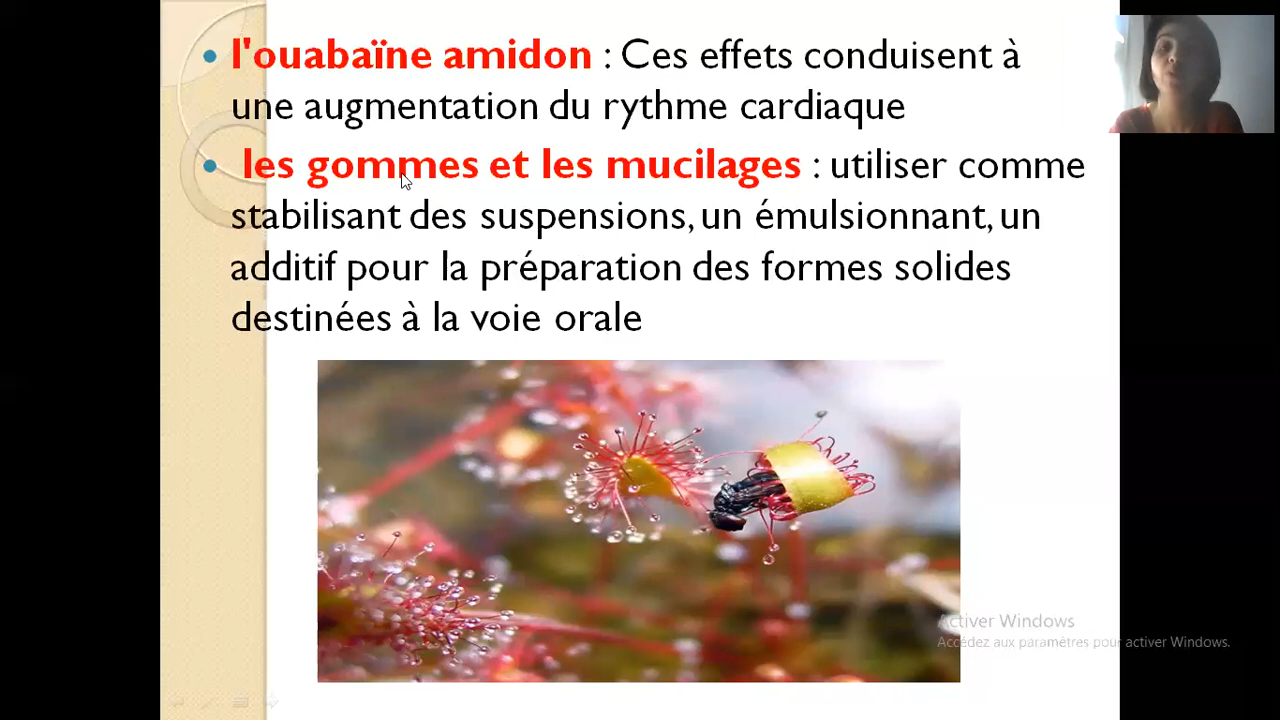 l'ouabaïne amidon : Ces effets conduisent à
une augmentation du rythme cardiaque
les gommes et les mucilages : utiliser comme
stabilisant des suspensions, un émulsionnant, un
additif pour la préparation des formes solides
destinées à la voie orale
Activer Windows
Accédez aux paramètres pour activer Windows.